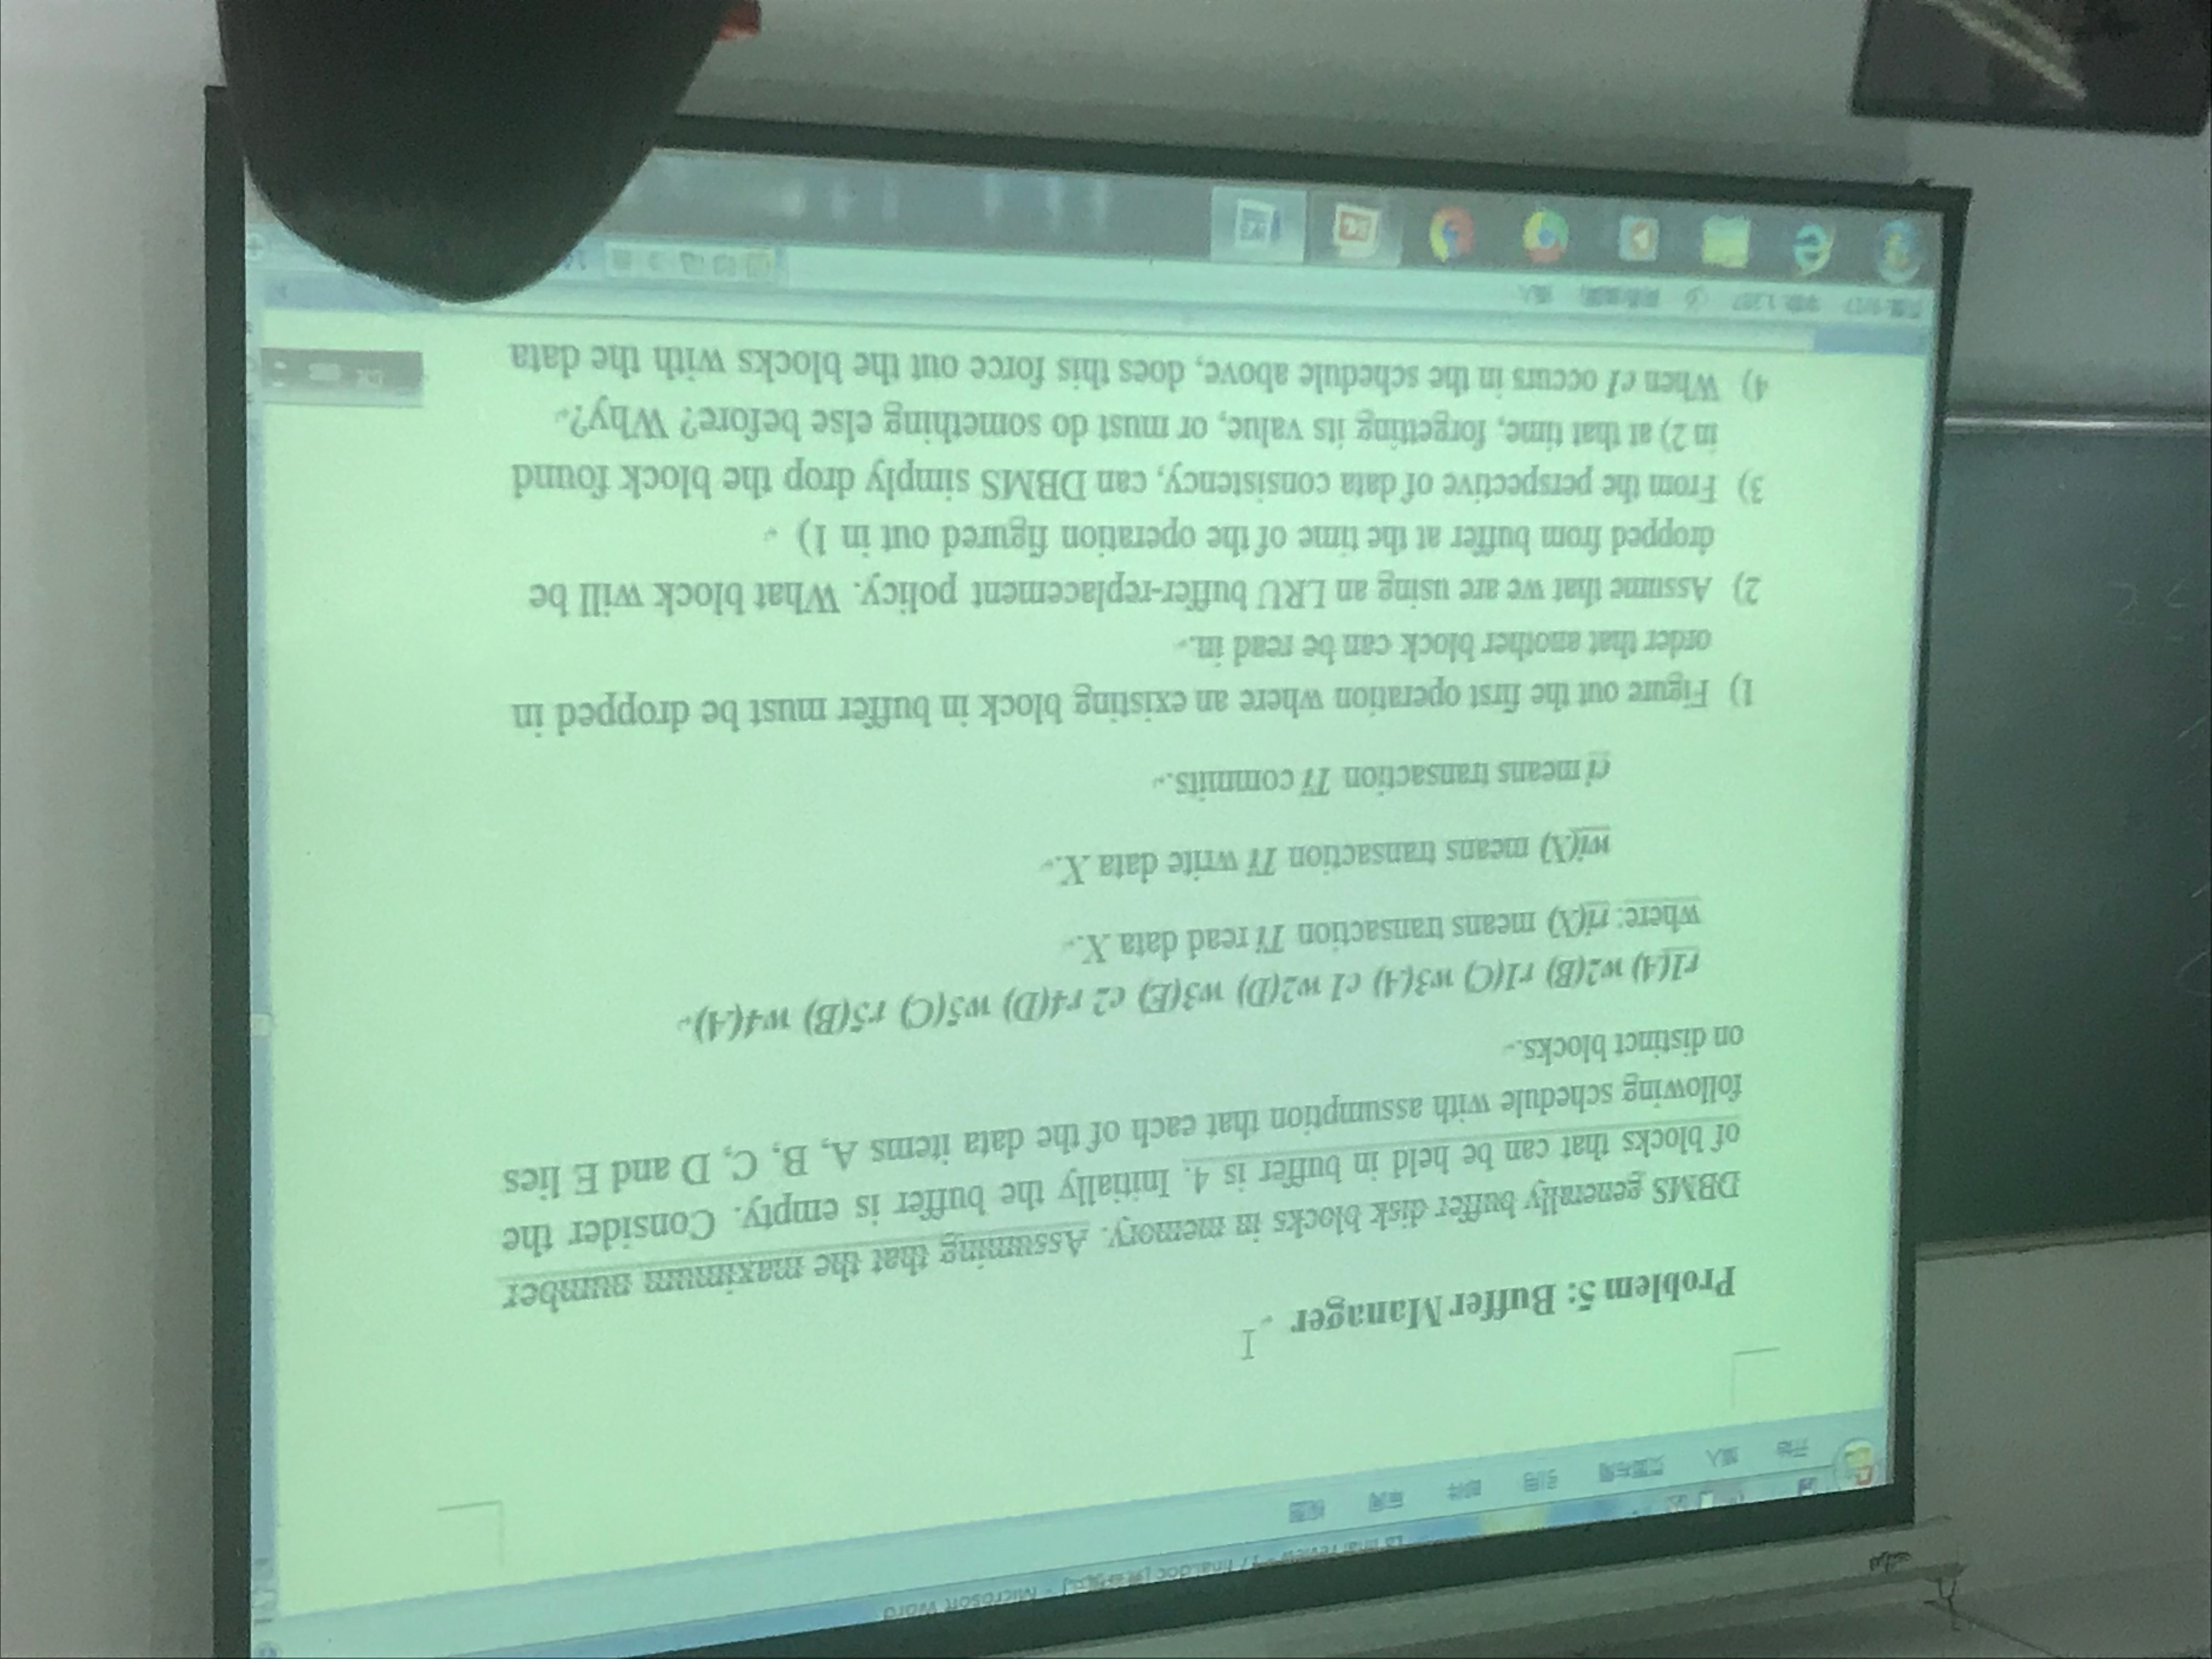 final.doc [兼容模式] - Microsoft Word
开始 插入 页面布局 引用 邮件 审阅 视图
Problem 5: Buffer Manager
DBMS generally buffer disk blocks in memory. Assuming that the maximum number
of blocks that can be held in buffer is 4. Initially the buffer is empty. Consider the
following schedule with assumption that each of the data items A, B, C, D and E lies
on distinct blocks.
r1(A) w2(B) r1(C) w3(A) c1 w2(D) w3(E) c2 r4(D) w5(C) r5(B) w4(A)
where: ri(X) means transaction Ti read data X.
wi(X) means transaction Ti write data X.
ci means transaction Ti commits.
1) Figure out the first operation where an existing block in buffer must be dropped in
order that another block can be read in.
2) Assume that we are using an LRU buffer-replacement policy. What block will be
dropped from buffer at the time of the operation figured out in 1)
3) From the perspective of data consistency, can DBMS simply drop the block found
in 2) at that time, forgetting its value, or must do something else before? Why?
4) When c1 occurs in the schedule above, does this force out the blocks with the data
插入